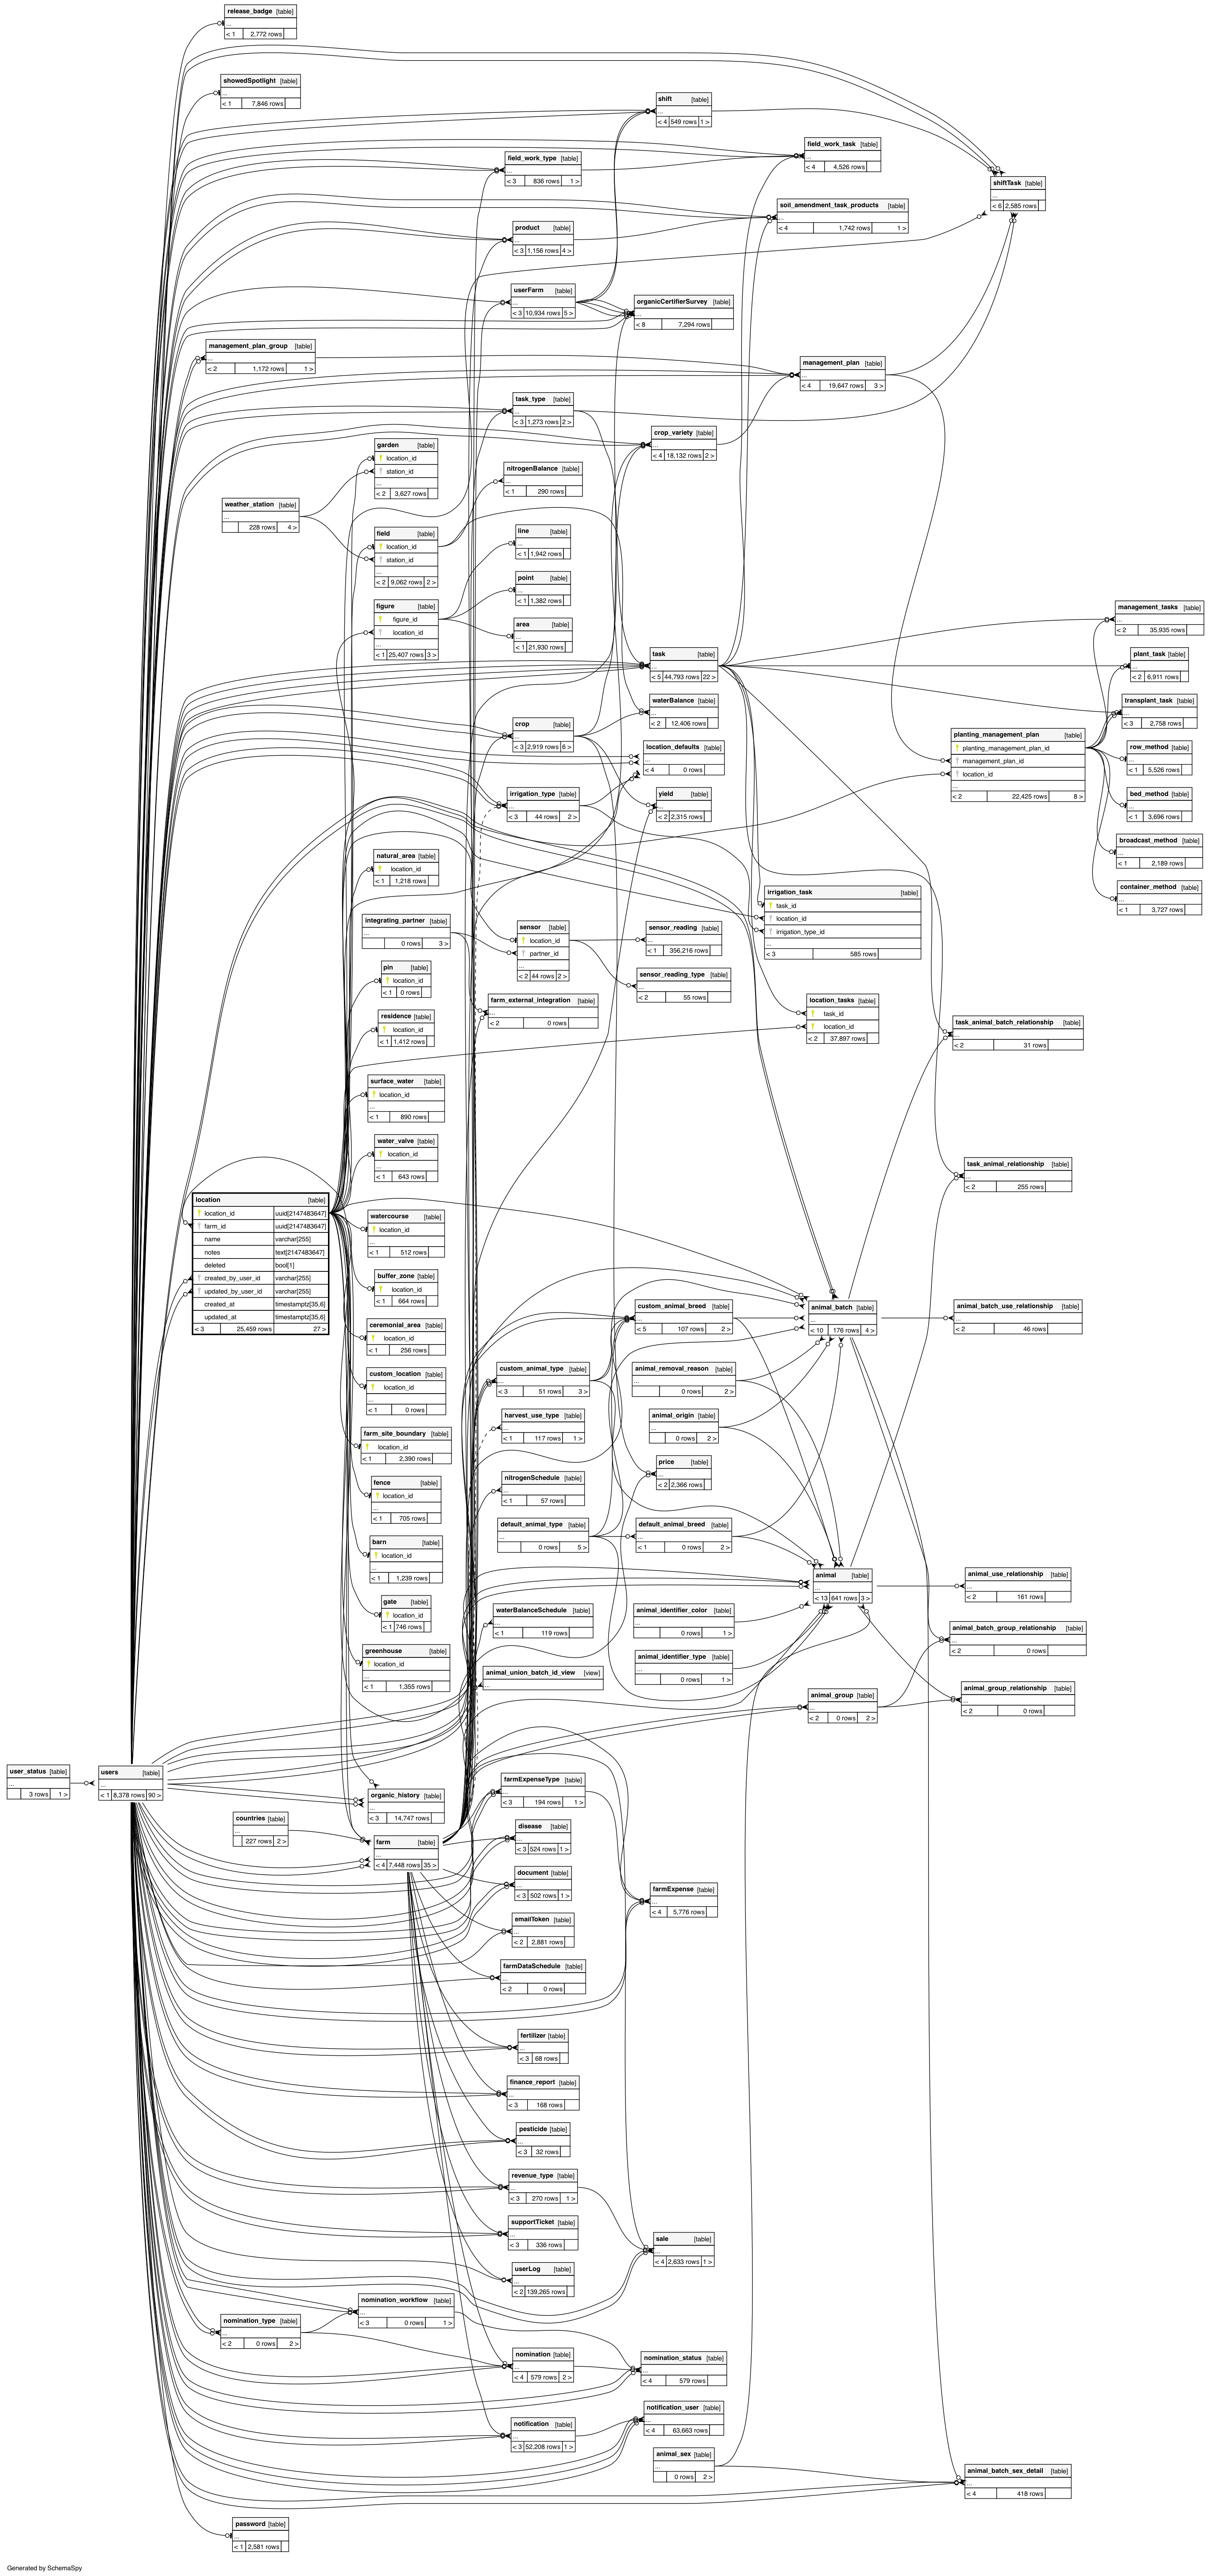 release_badge [table]
...
< 1 2,772 rows
showedSpotlight [table]
...
< 1 7,846 rows
shift [table]
...
< 4 549 rows 1 >
field_work_task [table]
...
< 4 4,526 rows
field_work_type [table]
...
< 3 836 rows 1 >
shiftTask [table]
...
< 6 2,585 rows
soil_amendment_task_products [table]
...
< 4 1,742 rows 1 >
product [table]
...
< 3 1,156 rows 4 >
userFarm [table]
...
< 3 10,934 rows 5 >
organicCertifierSurvey [table]
...
< 8 7,294 rows
management_plan_group [table]
...
< 2 1,172 rows 1 >
management_plan [table]
...
< 4 19,647 rows 3 >
task_type [table]
...
< 3 1,273 rows 2 >
crop_variety [table]
...
< 4 18,132 rows 2 >
garden [table]
location_id
station_id
...
< 2 3,627 rows
nitrogenBalance [table]
...
< 1 290 rows
weather_station [table]
...
228 rows 4 >
field [table]
location_id
station_id
...
< 2 9,062 rows 2 >
line [table]
...
< 1 1,942 rows
point [table]
...
< 1 1,382 rows
figure [table]
figure_id
location_id
...
< 1 25,407 rows 3 >
area [table]
...
< 1 21,930 rows
management_tasks [table]
...
< 2 35,935 rows
task [table]
...
< 5 44,793 rows 22 >
plant_task [table]
...
< 2 6,911 rows
waterBalance [table]
...
< 2 12,406 rows
transplant_task [table]
...
< 3 2,758 rows
crop [table]
...
< 3 2,919 rows 6 >
planting_management_plan [table]
planting_management_plan_id
management_plan_id
location_id
...
< 2 22,425 rows 8 >
location_defaults [table]
...
< 4 0 rows
row_method [table]
...
< 1 5,526 rows
irrigation_type [table]
...
< 3 44 rows 2 >
yield [table]
...
< 2 2,315 rows
bed_method [table]
...
< 1 3,696 rows
broadcast_method [table]
...
< 1 2,189 rows
natural_area [table]
location_id
...
< 1 1,218 rows
container_method [table]
...
< 1 3,727 rows
irrigation_task [table]
task_id
location_id
irrigation_type_id
...
< 3 585 rows
integrating_partner [table]
...
0 rows 3 >
sensor [table]
location_id
partner_id
...
< 2 44 rows 2 >
sensor_reading [table]
...
< 1 356,216 rows
pin [table]
location_id
< 1 0 rows
sensor_reading_type [table]
...
< 2 55 rows
farm_external_integration [table]
...
< 2 0 rows
location_tasks [table]
task_id
location_id
< 2 37,897 rows
residence [table]
location_id
< 1 1,412 rows
task_animal_batch_relationship [table]
...
< 2 31 rows
surface_water [table]
location_id
...
< 1 890 rows
water_valve [table]
location_id
...
< 1 643 rows
task_animal_relationship [table]
...
< 2 255 rows
location [table]
location_id uuid[2147483647]
farm_id uuid[2147483647]
name varchar[255]
notes text[2147483647]
deleted bool[1]
created_by_user_id varchar[255]
updated_by_user_id varchar[255]
created_at timestamptz[35,6]
updated_at timestamptz[35,6]
< 3 25,459 rows 27 >
watercourse [table]
location_id
...
< 1 512 rows
buffer_zone [table]
location_id
...
< 1 664 rows
custom_animal_breed [table]
...
< 5 107 rows 2 >
animal_batch [table]
...
< 10 176 rows 4 >
animal_batch_use_relationship [table]
...
< 2 46 rows
ceremonial_area [table]
location_id
< 1 256 rows
custom_animal_type [table]
...
< 3 51 rows 3 >
animal_removal_reason [table]
...
0 rows 2 >
custom_location [table]
location_id
...
< 1 0 rows
harvest_use_type [table]
...
< 1 117 rows 1 >
animal_origin [table]
...
0 rows 2 >
farm_site_boundary [table]
location_id
< 1 2,390 rows
price [table]
...
< 2 2,366 rows
nitrogenSchedule [table]
...
< 1 57 rows
fence [table]
location_id
...
< 1 705 rows
default_animal_type [table]
...
0 rows 5 >
default_animal_breed [table]
...
< 1 0 rows 2 >
barn [table]
location_id
...
< 1 1,239 rows
animal [table]
...
< 13 641 rows 3 >
animal_use_relationship [table]
...
< 2 161 rows
gate [table]
location_id
< 1 746 rows
waterBalanceSchedule [table]
...
< 1 119 rows
animal_identifier_color [table]
...
0 rows 1 >
animal_batch_group_relationship [table]
...
< 2 0 rows
greenhouse [table]
location_id
...
< 1 1,355 rows
animal_identifier_type [table]
...
0 rows 1 >
animal_union_batch_id_view [view]
...
animal_group_relationship [table]
...
< 2 0 rows
animal_group [table]
...
< 2 0 rows 2 >
user_status [table]
...
3 rows 1 >
users [table]
...
< 1 8,378 rows 90 >
organic_history [table]
...
< 3 14,747 rows
farmExpenseType [table]
...
< 3 194 rows 1 >
countries [table]
...
227 rows 2 >
farm [table]
...
< 4 7,448 rows 35 >
disease [table]
...
< 3 524 rows 1 >
document [table]
...
< 3 502 rows 1 >
farmExpense [table]
...
< 4 5,776 rows
emailToken [table]
...
< 2 2,881 rows
farmDataSchedule [table]
...
< 2 0 rows
fertilizer [table]
...
< 3 68 rows
finance_report [table]
...
< 3 168 rows
pesticide [table]
...
< 3 32 rows
revenue_type [table]
...
< 3 270 rows 1 >
supportTicket [table]
...
< 3 336 rows
sale [table]
...
< 4 2,633 rows 1 >
userLog [table]
...
< 2 139,265 rows
nomination_workflow [table]
...
< 3 0 rows 1 >
nomination_type [table]
...
< 2 0 rows 2 >
nomination [table]
...
< 4 579 rows 2 >
nomination_status [table]
...
< 4 579 rows
notification_user [table]
...
< 4 63,663 rows
notification [table]
...
< 3 52,208 rows 1 >
animal_sex [table]
...
0 rows 2 >
animal_batch_sex_detail [table]
...
< 4 418 rows
password [table]
...
< 1 2,581 rows
Generated by SchemaSpy